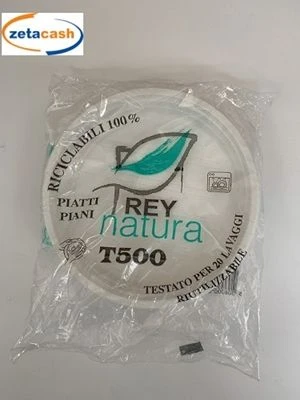 zetacash
RICICLABILI 100%
PIATTI
PIANI
REY
natura
T500
TESTATO PER 20 LAVAGGI
RIUTILIZZABILE